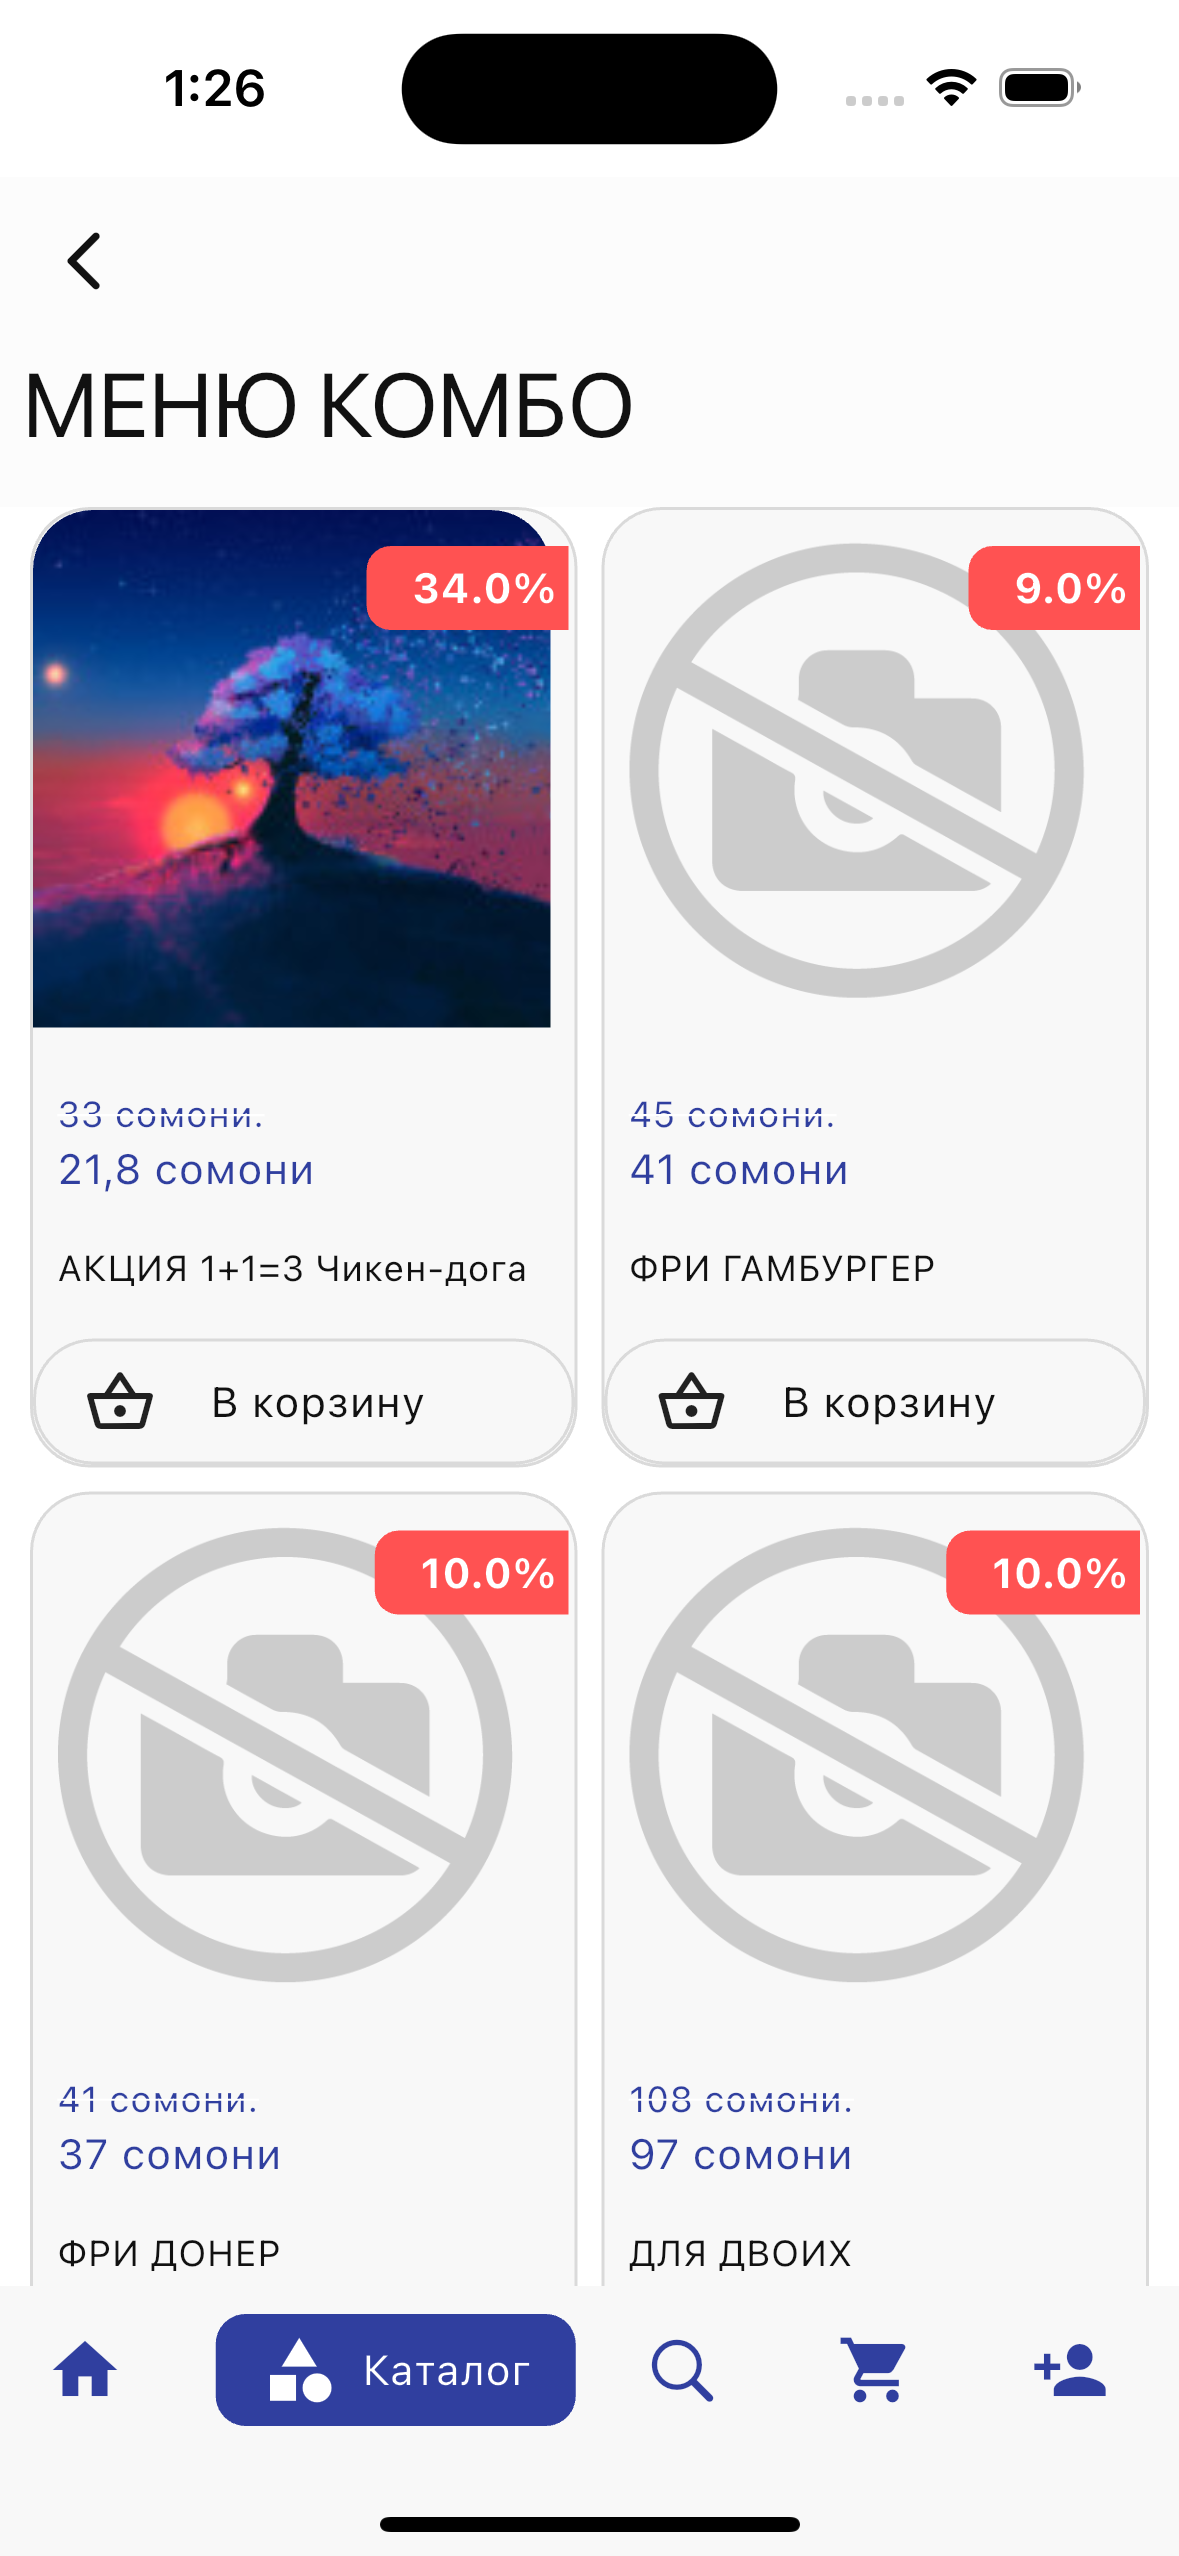 1:26
МЕНЮ КОМБО
34.0%
9.0%
33 сомони.
21,8 сомони
АКЦИЯ 1+1=3 Чикен-дога
В корзину
45 сомони.
41 сомони
ФРИ ГАМБУРГЕР
В корзину
10.0%
10.0%
41 сомони.
37 сомони
ФРИ ДОНЕР
108 сомони.
97 сомони
ДЛЯ ДВОИХ
Каталог